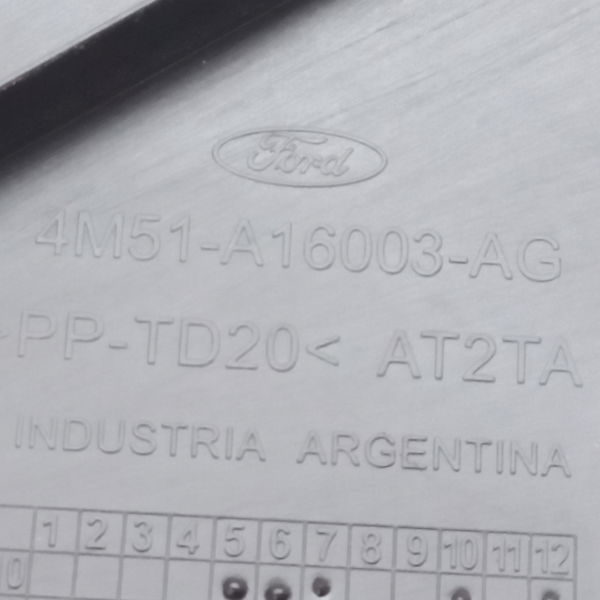 Ford
4M51-A16003-AG
>PP-TD20< AT2TA
INDUSTRIA ARGENTINA
1 2 3 4 5 6 7 8 9 10 11 12
10